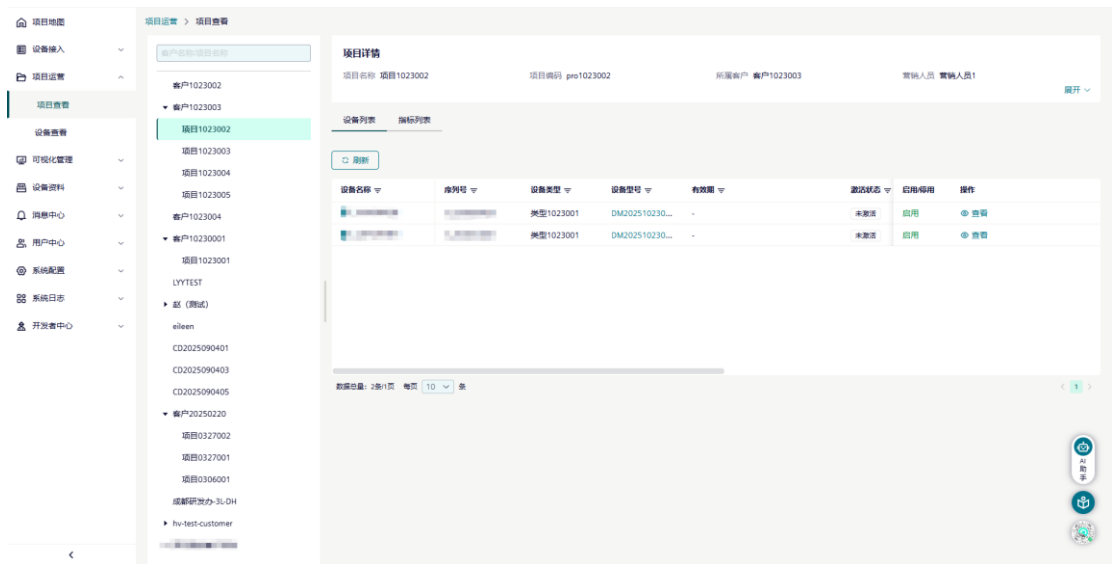 项目地图
设备接入
项目运营
项目查看
设备查看
可视化管理
设备资料
消息中心
用户中心
系统配置
系统日志
开发者中心
项目运营 > 项目查看
客户名称/项目名称
客户1023002
客户1023003
项目1023002
项目1023003
项目1023004
项目1023005
客户1023004
客户10230001
项目1023001
LYYTEST
赵（测试）
eileen
CD2025090401
CD2025090403
CD2025090405
客户20250220
项目0327002
项目0327001
项目0306001
成都研发办-3L-DH
hv-test-customer
项目详情
项目名称 项目1023002 项目编码 pro1023002 所属客户 客户1023003 营销人员 营销人员1
展开
设备列表 指标列表
刷新
设备名称 序列号 设备类型 设备型号 有效期 激活状态 启用/停用 操作
类型1023001 DM202510230... - 未激活 启用 查看
类型1023001 DM202510230... - 未激活 启用 查看
数据总量：2条/1页 每页 10 条 < 1 >
AI
助
手